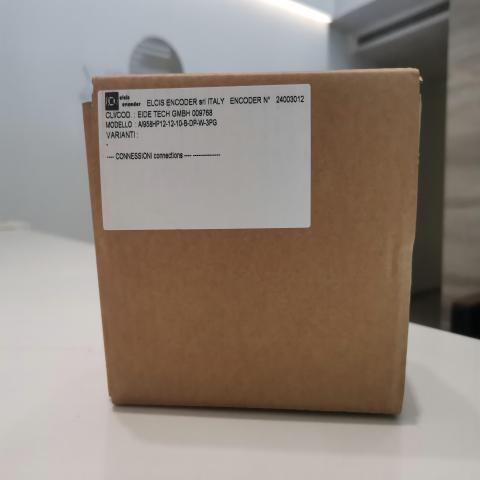 elcis encoder ELCIS ENCODER srl ITALY ENCODER N° 24003012
CLI/COD. : EIDE TECH GMBH 009768
MODELLO : AI958HP12-12-10-B-DP-W-3PG
VARIANTI :
-
---- CONNESSIONI connections ---- --------------